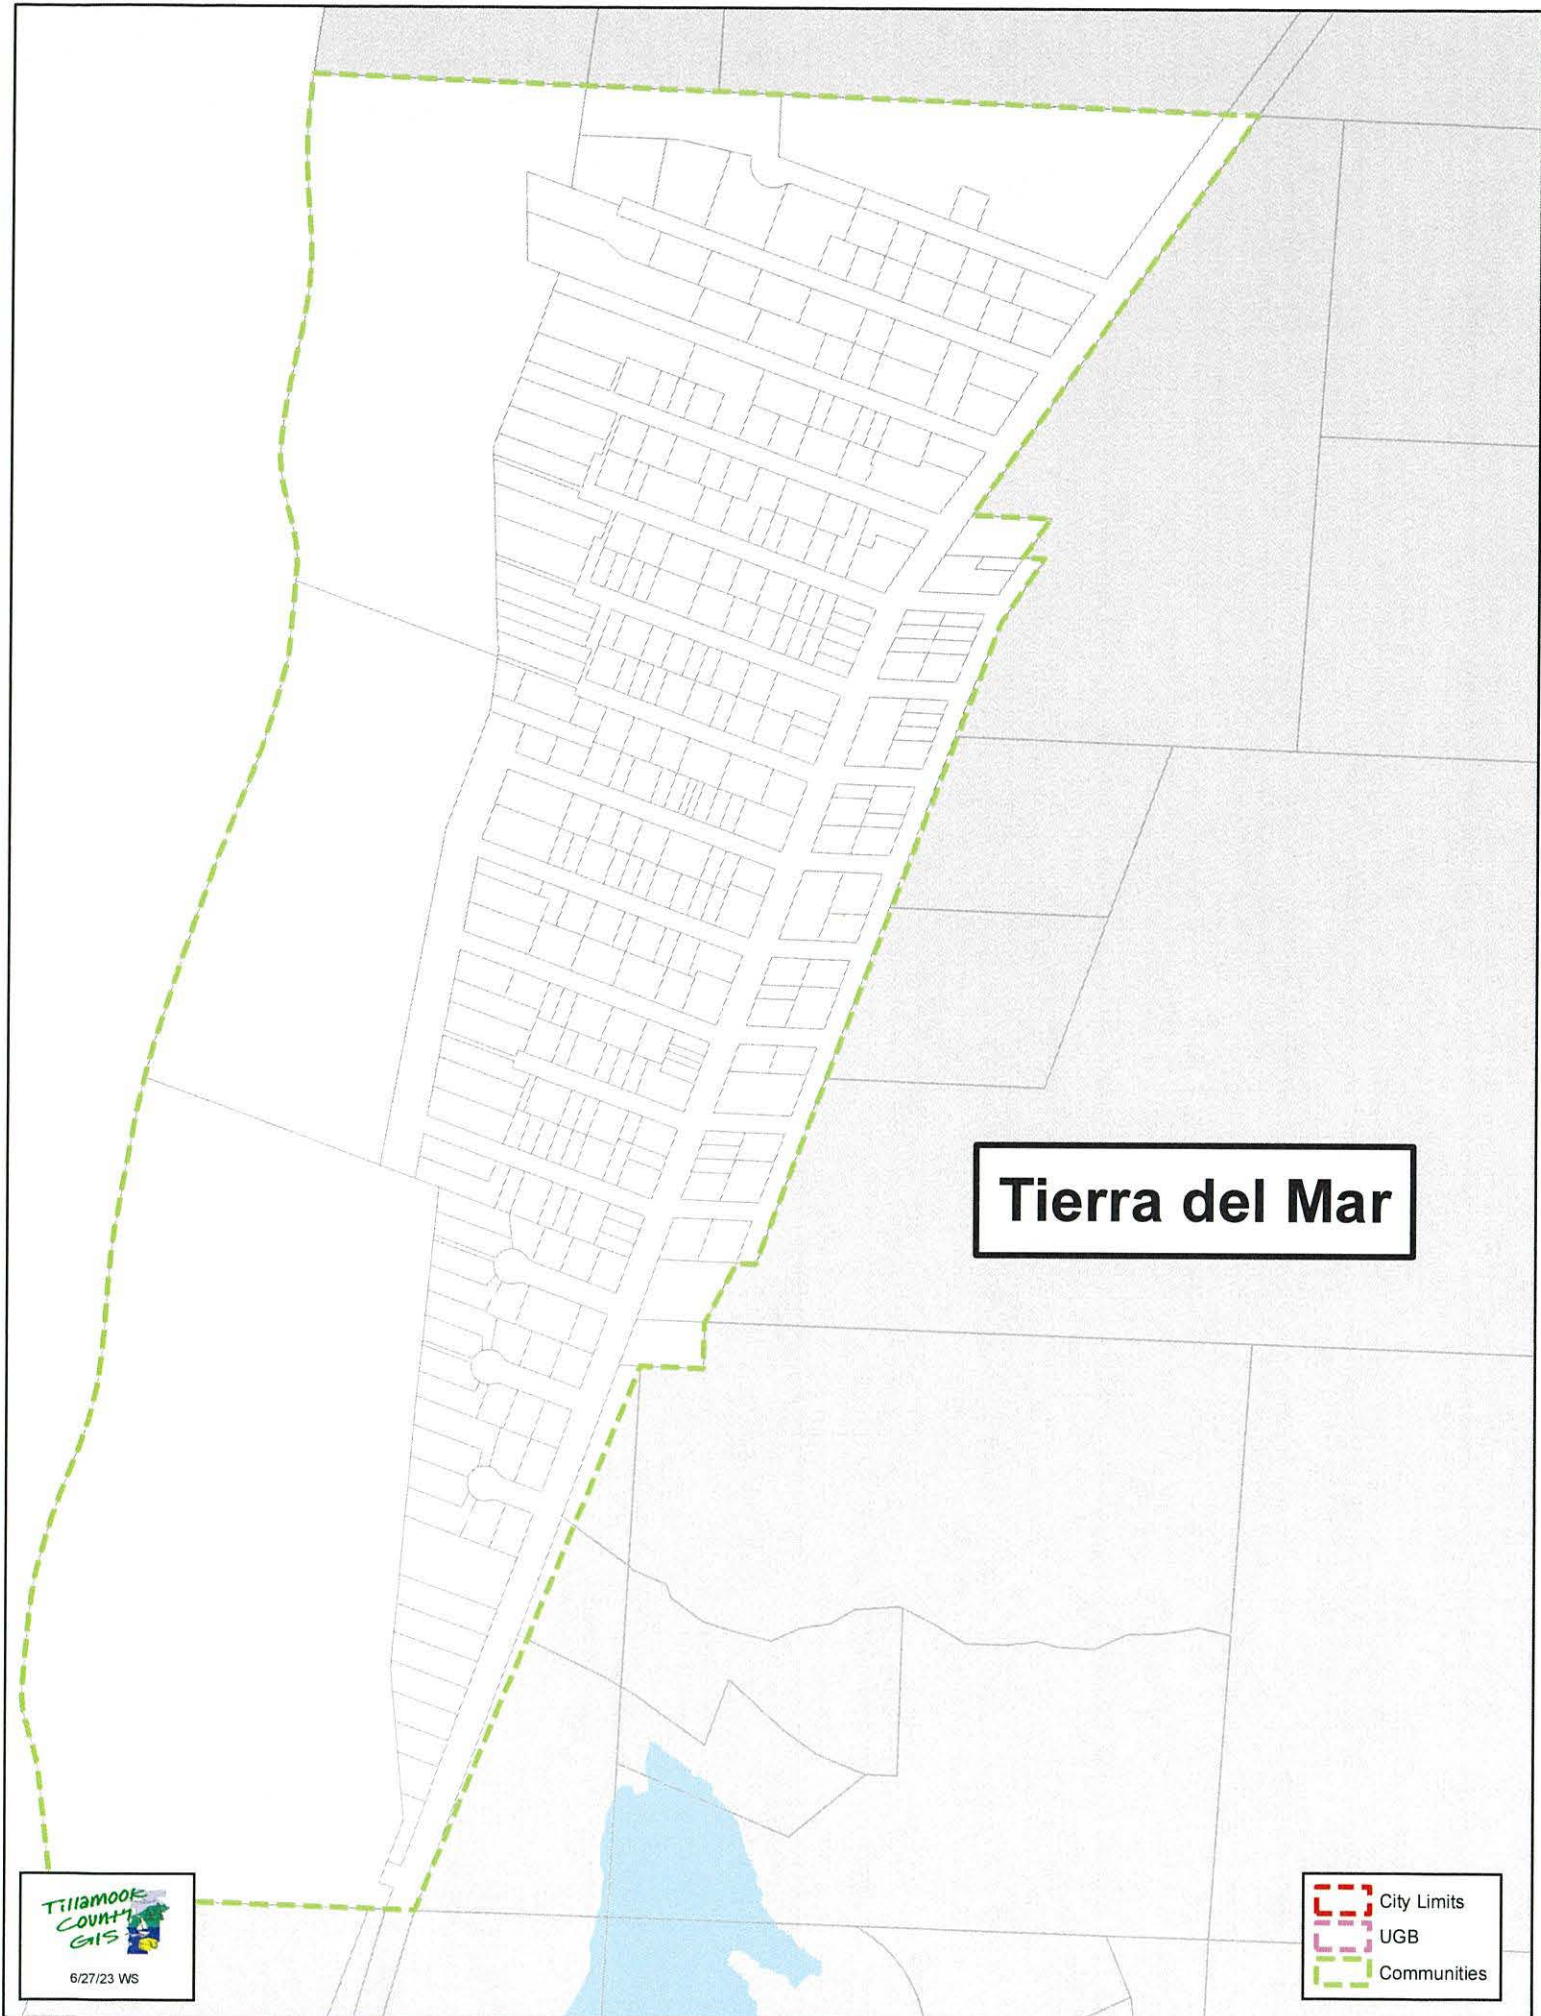 Tierra del Mar
Tillamook
County
GIS
6/27/23 WS
City Limits
UGB
Communities